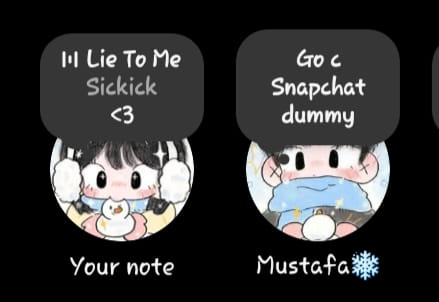 Lie To Me
Sickick
<3
Your note
Go c
Snapchat
dummy
Mustafa❄️